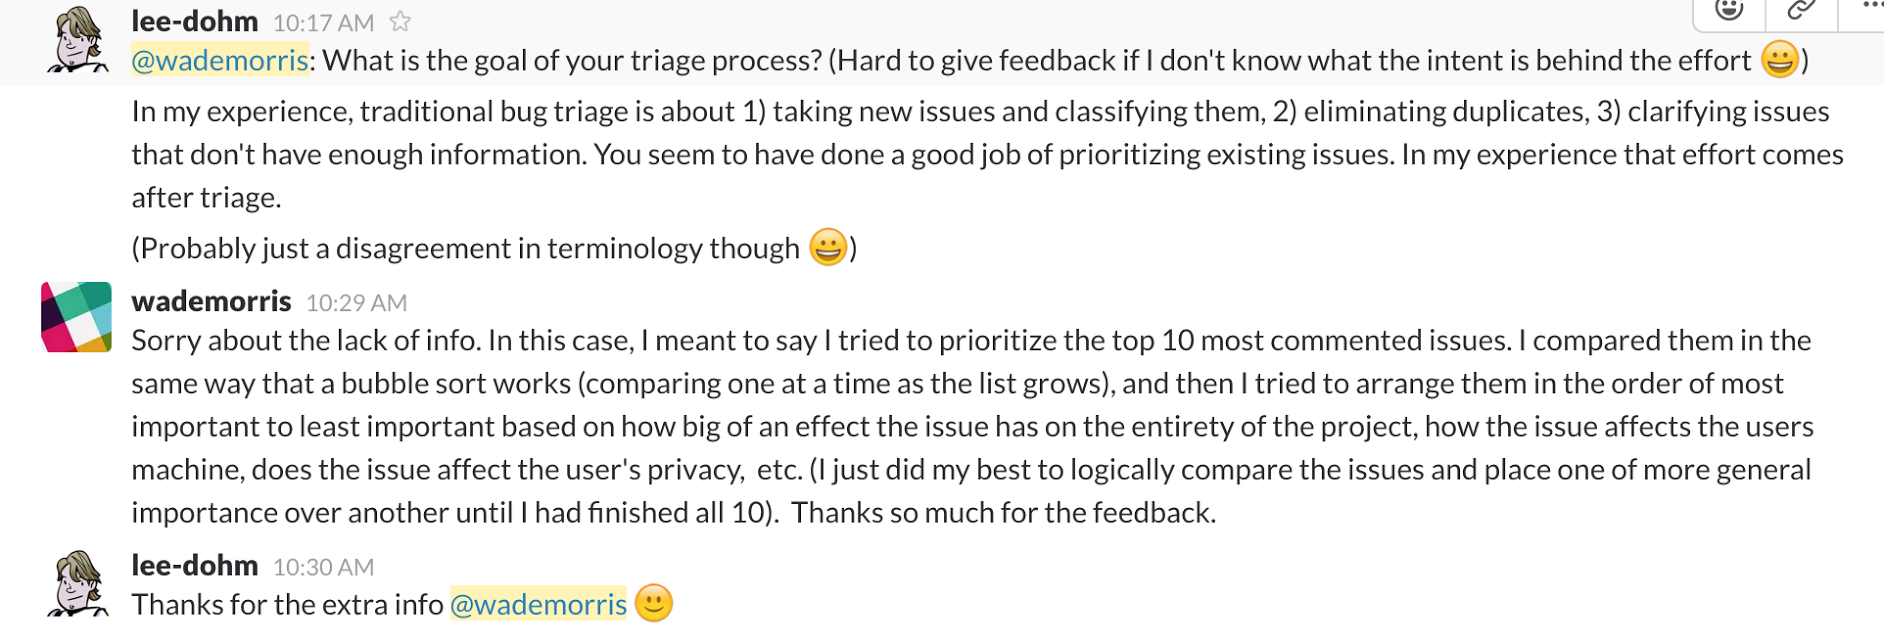 lee-dohm 10:17 AM
@wademorris: What is the goal of your triage process? (Hard to give feedback if I don't know what the intent is behind the effort 😀)
In my experience, traditional bug triage is about 1) taking new issues and classifying them, 2) eliminating duplicates, 3) clarifying issues
that don't have enough information. You seem to have done a good job of prioritizing existing issues. In my experience that effort comes
after triage.
(Probably just a disagreement in terminology though 😀)
wademorris 10:29 AM
Sorry about the lack of info. In this case, I meant to say I tried to prioritize the top 10 most commented issues. I compared them in the
same way that a bubble sort works (comparing one at a time as the list grows), and then I tried to arrange them in the order of most
important to least important based on how big of an effect the issue has on the entirety of the project, how the issue affects the users
machine, does the issue affect the user's privacy,  etc. (I just did my best to logically compare the issues and place one of more general
importance over another until I had finished all 10).  Thanks so much for the feedback.
lee-dohm 10:30 AM
Thanks for the extra info @wademorris 🙂